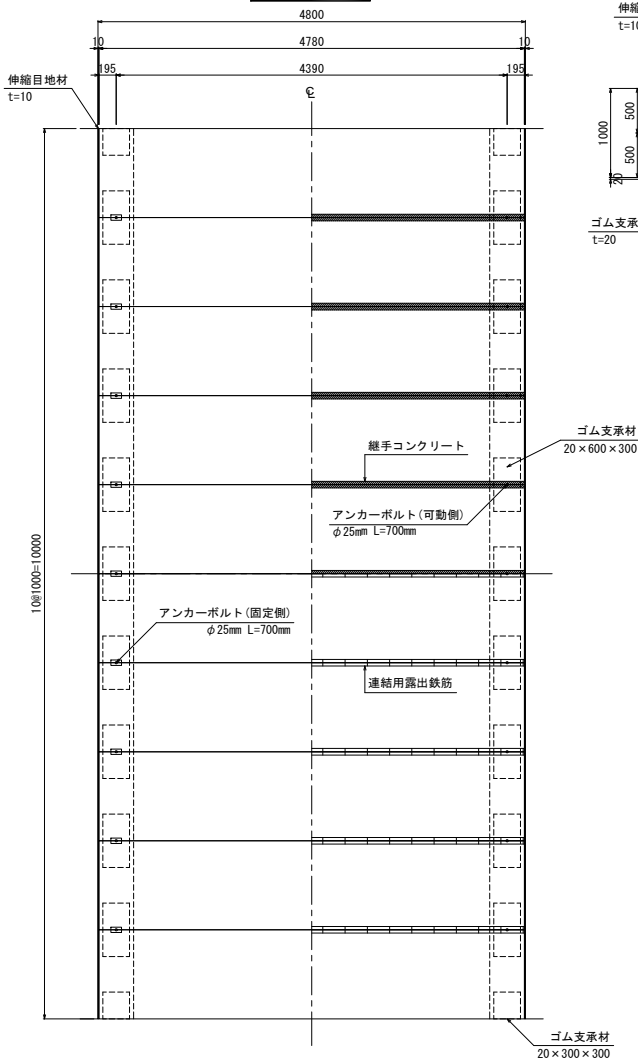 4800
伸縮
t=10
10 4780 10
195 4390 195
伸縮目地材
t=10
CL
1000
500
500
20
ゴム支承
t=20
ゴム支承材
20×600×300
継手コンクリート
アンカーボルト(可動側)
φ25mm L=700mm
10@1000=10000
アンカーボルト(固定側)
φ25mm L=700mm
連結用露出鉄筋
ゴム支承材
20×300×300